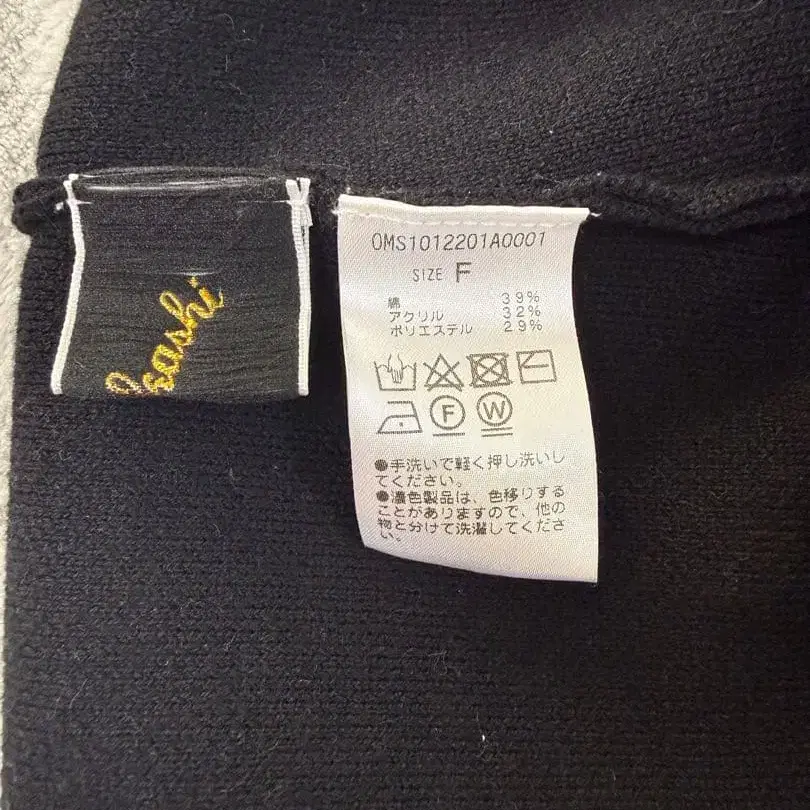 OMS1012201A0001
SIZE F
綿 39%
アクリル 32%
ポリエステル 29%
F W
●手洗いで軽く押し洗いし
てください。
●濃色製品は、色移りする
ことがありますので、他の
物と分けて洗濯してくださ
い。